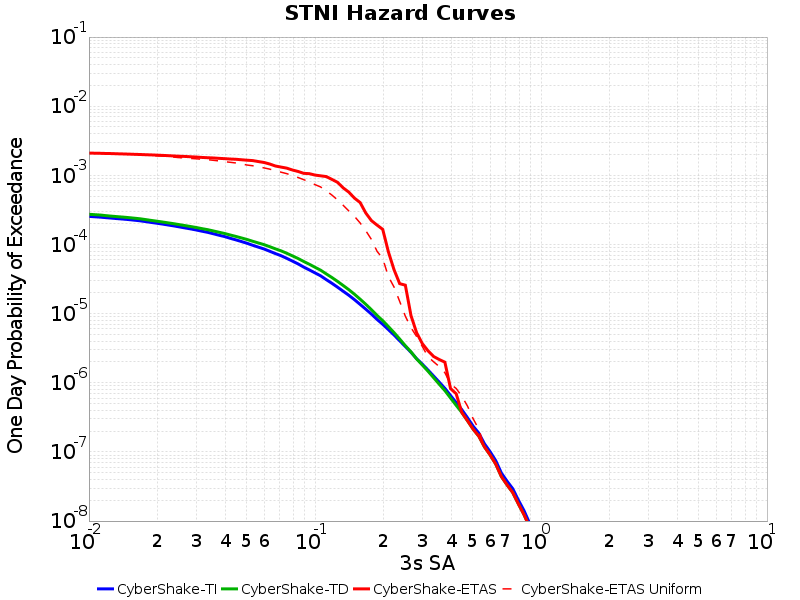 STNI Hazard Curves
10^-1
10^-2
10^-3
10^-4
10^-5
10^-6
10^-7
10^-8
One Day Probability of Exceedance
10^-2 2 3 4 5 6 10^-1 2 3 4 5 6 7 10^0 2 3 4 5 6 7 10^1
3s SA
CyberShake-TI CyberShake-TD CyberShake-ETAS CyberShake-ETAS Uniform